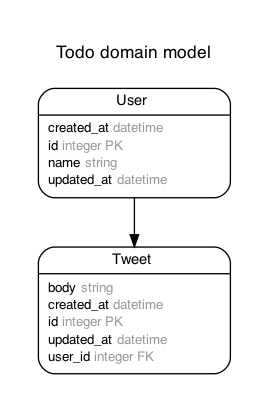 Todo domain model
User
created_at datetime
id integer PK
name string
updated_at datetime
Tweet
body string
created_at datetime
id integer PK
updated_at datetime
user_id integer FK